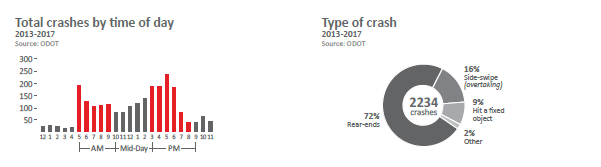 Total crashes by time of day
2013-2017
Source: ODOT
300
250
200
150
100
50
12 1 2 3 4 5 6 7 8 9 10 11 12 1 2 3 4 5 6 7 8 9 10 11
AM Mid-Day PM
Type of crash
2013-2017
Source: ODOT
16%
Side-swipe
(overtaking)
9%
Hit a fixed
object
2%
Other
72%
Rear-ends
2234
crashes